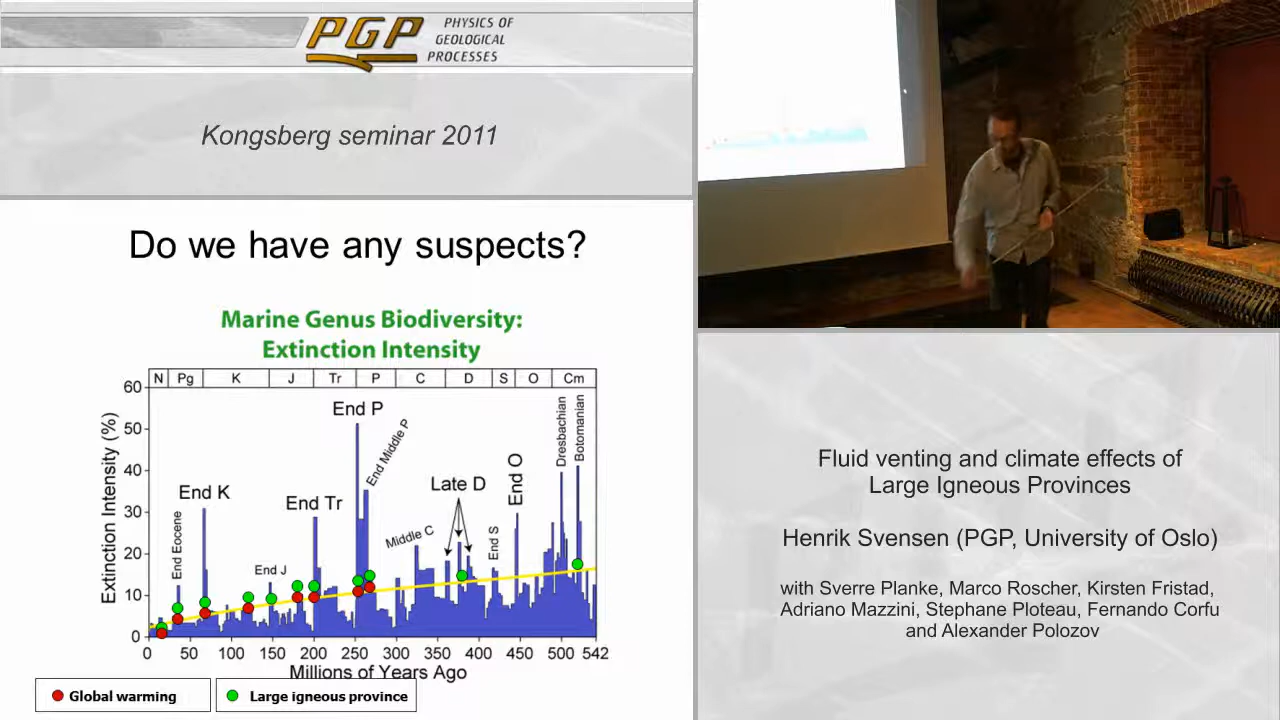 PGP
PHYSICS OF
GEOLOGICAL
PROCESSES
Kongsberg seminar 2011
Do we have any suspects?
Marine Genus Biodiversity:
Extinction Intensity
N Pg K J Tr P C D S O Cm
Extinction Intensity (%)
60
50
40
30
20
10
0
End Eocene
End K
End J
End Tr
End P
End Middle P
Middle C
Late D
End S
End O
Dresbachian
Botomanian
0 50 100 150 200 250 300 350 400 450 500 542
Millions of Years Ago
Global warming
Large igneous province
Fluid venting and climate effects of
Large Igneous Provinces
Henrik Svensen (PGP, University of Oslo)
with Sverre Planke, Marco Roscher, Kirsten Fristad,
Adriano Mazzini, Stephane Ploteau, Fernando Corfu
and Alexander Polozov